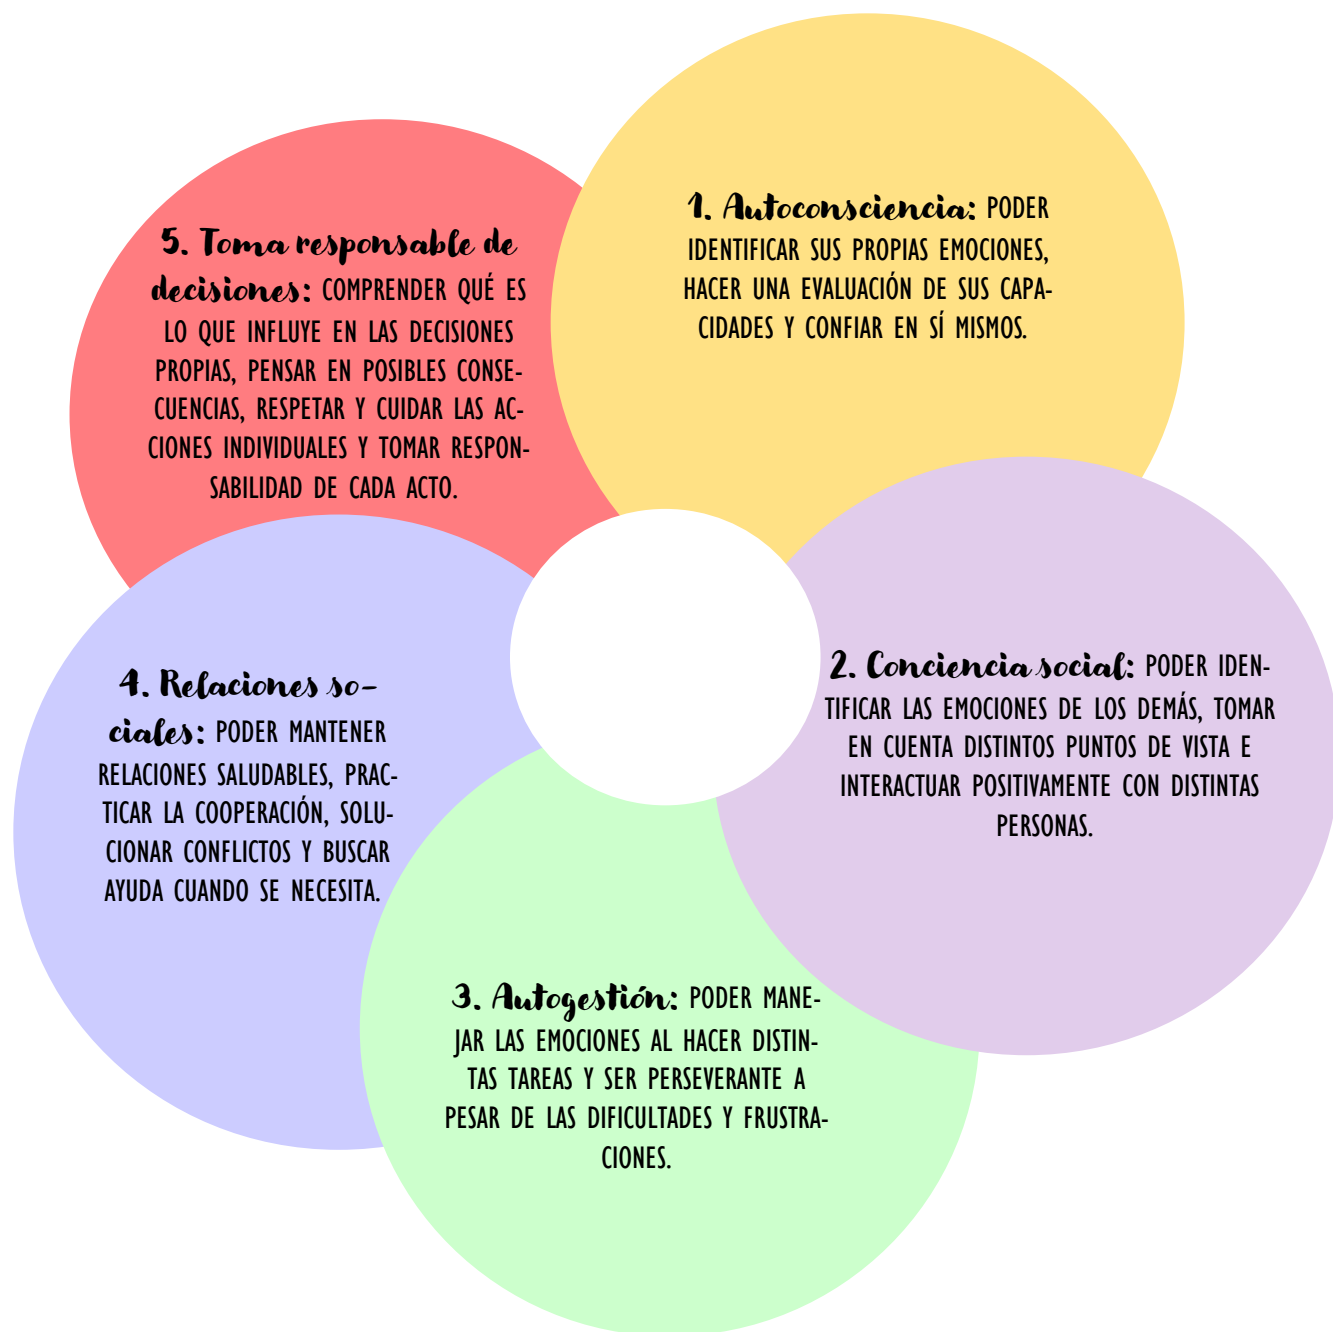 1. Autoconsciencia: PODER
IDENTIFICAR SUS PROPIAS EMOCIONES,
HACER UNA EVALUACIÓN DE SUS CAPA-
CIDADES Y CONFIAR EN SÍ MISMOS.
2. Conciencia social: PODER IDEN-
TIFICAR LAS EMOCIONES DE LOS DEMÁS, TOMAR
EN CUENTA DISTINTOS PUNTOS DE VISTA E
INTERACTUAR POSITIVAMENTE CON DISTINTAS
PERSONAS.
3. Autogestión: PODER MANE-
JAR LAS EMOCIONES AL HACER DISTIN-
TAS TAREAS Y SER PERSEVERANTE A
PESAR DE LAS DIFICULTADES Y FRUSTRA-
CIONES.
4. Relaciones so-
ciales: PODER MANTENER
RELACIONES SALUDABLES, PRAC-
TICAR LA COOPERACIÓN, SOLU-
CIONAR CONFLICTOS Y BUSCAR
AYUDA CUANDO SE NECESITA.
5. Toma responsable de
decisiones: COMPRENDER QUÉ ES
LO QUE INFLUYE EN LAS DECISIONES
PROPIAS, PENSAR EN POSIBLES CONSE-
CUENCIAS, RESPETAR Y CUIDAR LAS AC-
CIONES INDIVIDUALES Y TOMAR RESPON-
SABILIDAD DE CADA ACTO.